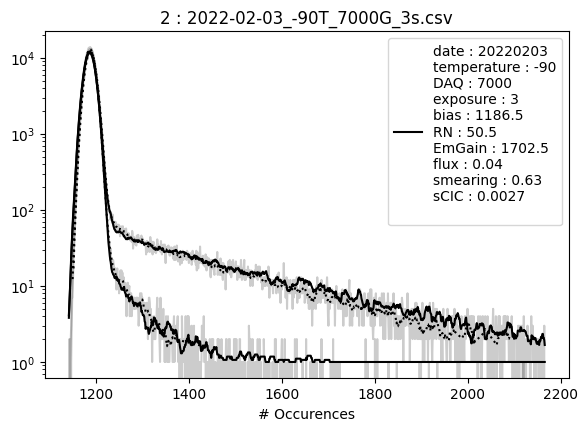 2 : 2022-02-03_-90T_7000G_3s.csv
date : 20220203
temperature : -90
DAQ : 7000
exposure : 3
bias : 1186.5
RN : 50.5
EmGain : 1702.5
flux : 0.04
smearing : 0.63
sCIC : 0.0027
10⁴
10³
10²
10¹
10⁰
1200 1400 1600 1800 2000 2200
# Occurences